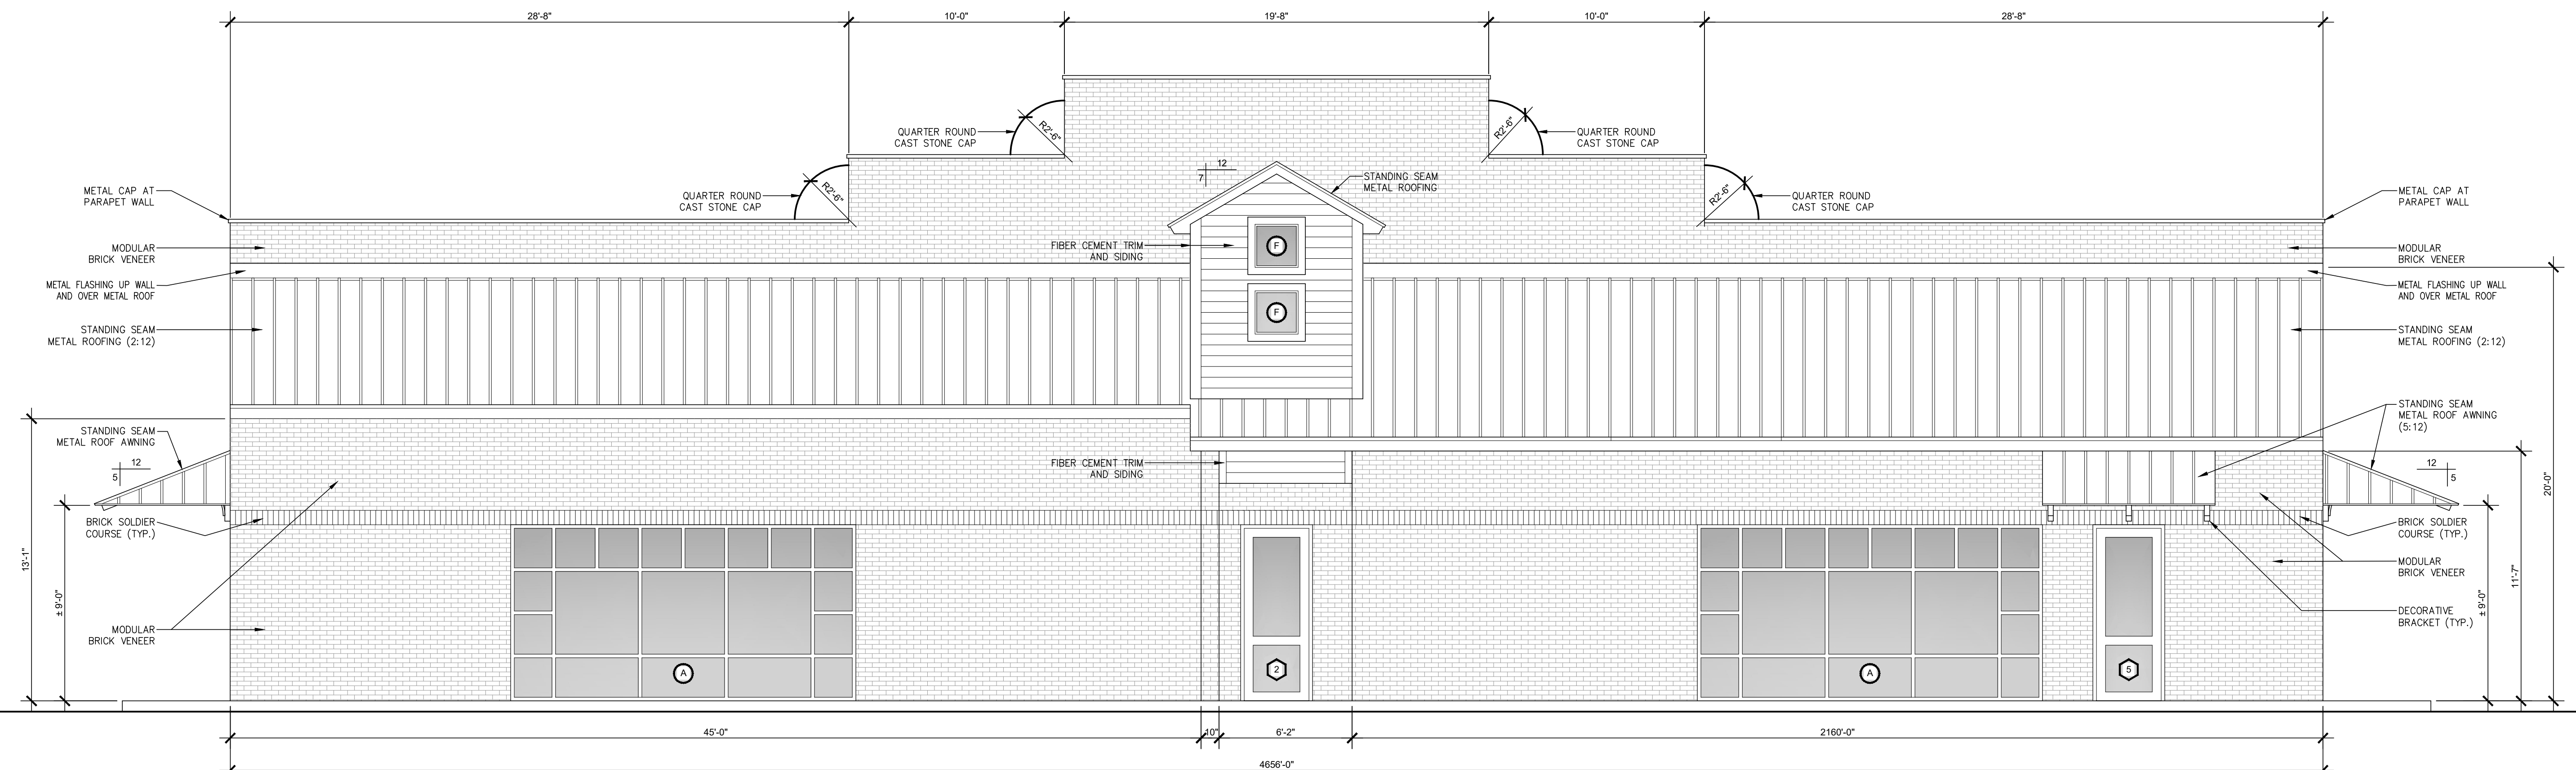 28'-8"
10'-0"
19'-8"
10'-0"
28'-8"
QUARTER ROUND
CAST STONE CAP
R2'-6"
R2'-6"
QUARTER ROUND
CAST STONE CAP
METAL CAP AT
PARAPET WALL
QUARTER ROUND
CAST STONE CAP
R2'-6"
12
7
STANDING SEAM
METAL ROOFING
R2'-6"
QUARTER ROUND
CAST STONE CAP
METAL CAP AT
PARAPET WALL
MODULAR
BRICK VENEER
FIBER CEMENT TRIM
AND SIDING
F
MODULAR
BRICK VENEER
METAL FLASHING UP WALL
AND OVER METAL ROOF
METAL FLASHING UP WALL
AND OVER METAL ROOF
F
STANDING SEAM
METAL ROOFING (2:12)
STANDING SEAM
METAL ROOFING (2:12)
STANDING SEAM
METAL ROOF AWNING
STANDING SEAM
METAL ROOF AWNING
(5:12)
12
5
FIBER CEMENT TRIM
AND SIDING
12
5
20'-0"
BRICK SOLDIER
COURSE (TYP.)
BRICK SOLDIER
COURSE (TYP.)
13'-1"
± 9'-0"
MODULAR
BRICK VENEER
11'-7"
± 9'-0"
DECORATIVE
BRACKET (TYP.)
MODULAR
BRICK VENEER
A
2
A
5
45'-0"
10"
6'-2"
2160'-0"
4656'-0"